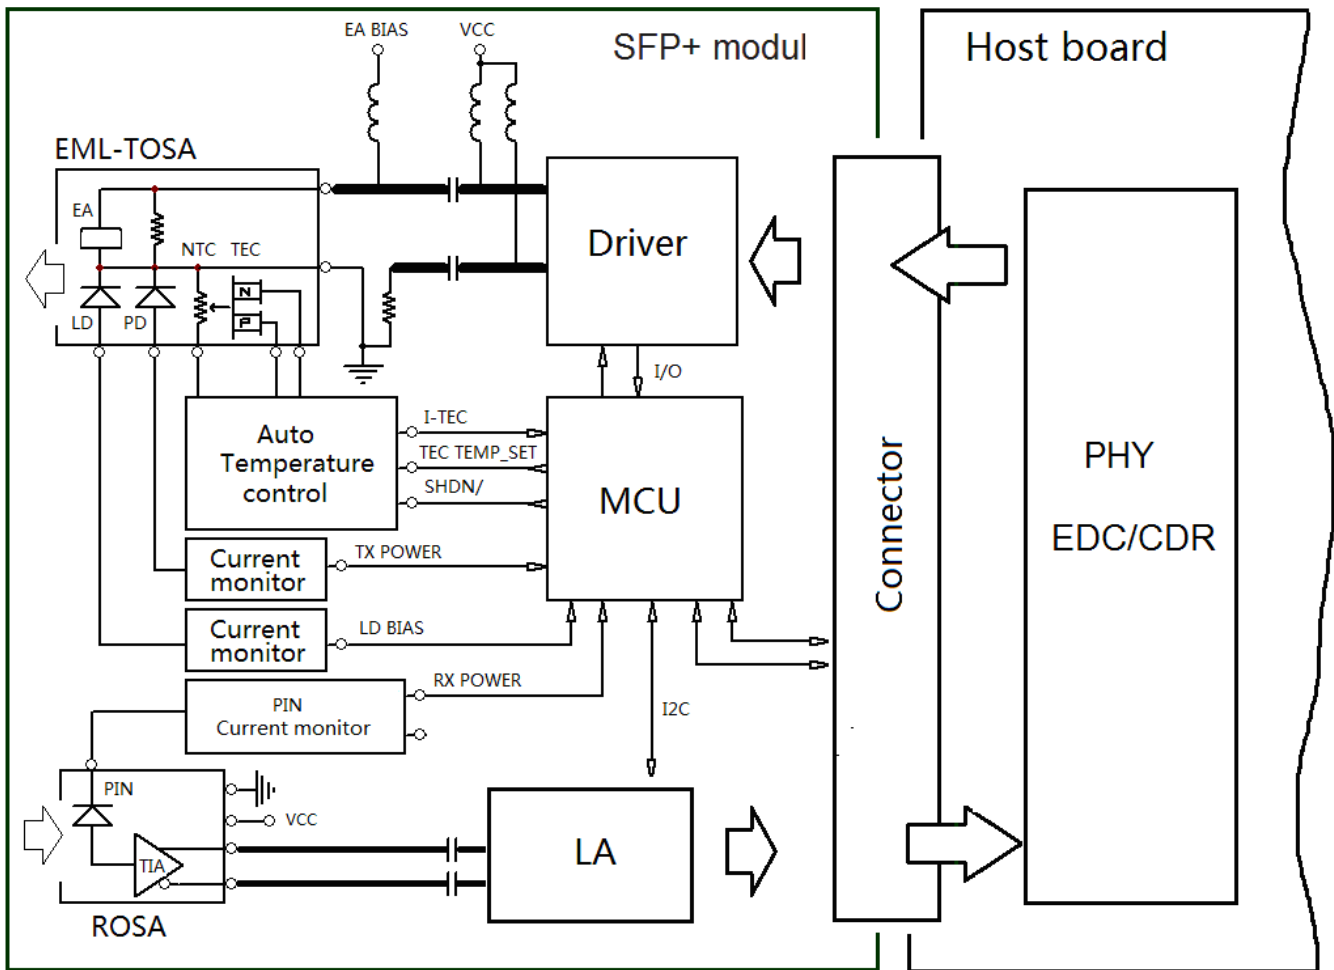 EA BIAS
VCC
SFP+ modul
Host board
EML-TOSA
EA
NTC
TEC
N
P
LD
PD
Driver
I/O
Auto
Temperature
control
I-TEC
TEC TEMP_SET
SHDN/
MCU
Connector
PHY
EDC/CDR
Current
monitor
TX POWER
Current
monitor
LD BIAS
PIN
Current monitor
RX POWER
I2C
PIN
VCC
TIA
LA
ROSA